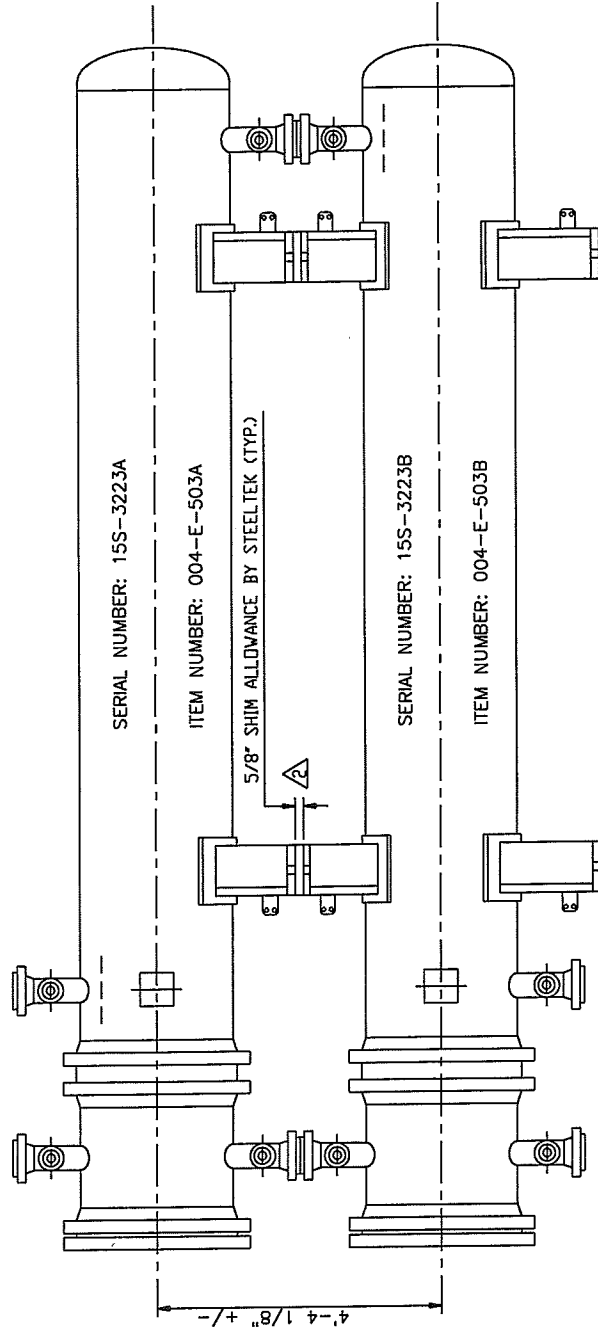 SERIAL NUMBER: 15S-3223A
ITEM NUMBER: 004-E-503A
5/8" SHIM ALLOWANCE BY STEELTEK (TYP.)
2
SERIAL NUMBER: 15S-3223B
ITEM NUMBER: 004-E-503B
4'-4 1/8" +/-